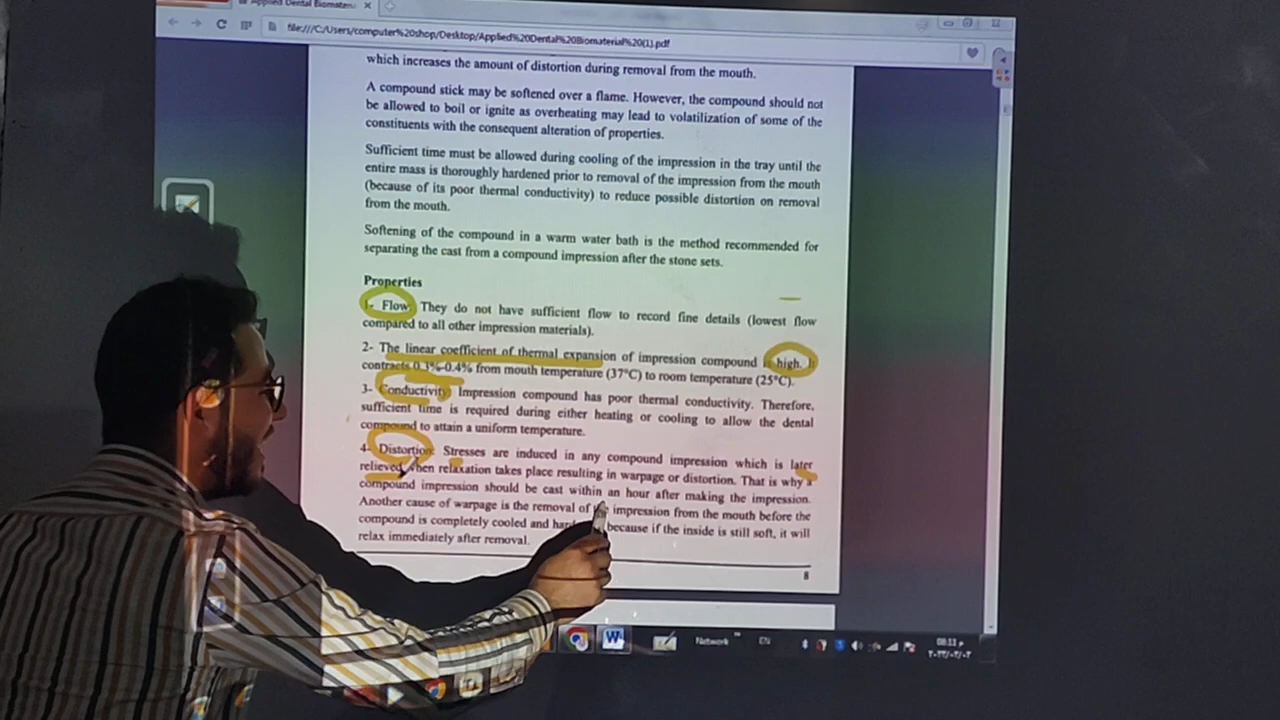 Applied Dental Biomater
file:///C:/Users/computer%20shop/Desktop/Applied%20Dental%20Biomaterial%20(1).pdf
which increases the amount of distortion during removal from the mouth.
A compound stick may be softened over a flame. However, the compound should not
be allowed to boil or ignite as overheating may lead to volatilization of some of the
constituents with the consequent alteration of properties.
Sufficient time must be allowed during cooling of the impression in the tray until the
entire mass is thoroughly hardened prior to removal of the impression from the mouth
(because of its poor thermal conductivity) to reduce possible distortion on removal
from the mouth.
Softening of the compound in a warm water bath is the method recommended for
separating the cast from a compound impression after the stone sets.
Properties
1- Flow: They do not have sufficient flow to record fine details (lowest flow
compared to all other impression materials).
2- The linear coefficient of thermal expansion of impression compound is high. It
contracts 0.3%-0.4% from mouth temperature (37°C) to room temperature (25°C).
3- Conductivity: Impression compound has poor thermal conductivity. Therefore,
sufficient time is required during either heating or cooling to allow the dental
compound to attain a uniform temperature.
4- Distortion: Stresses are induced in any compound impression which is later
relieved when relaxation takes place resulting in warpage or distortion. That is why a
compound impression should be cast within an hour after making the impression.
Another cause of warpage is the removal of the impression from the mouth before the
compound is completely cooled and hard because if the inside is still soft, it will
relax immediately after removal.
8
W
Network
EN
08:11 م
٢٠٢٣/٠٢/٠٢